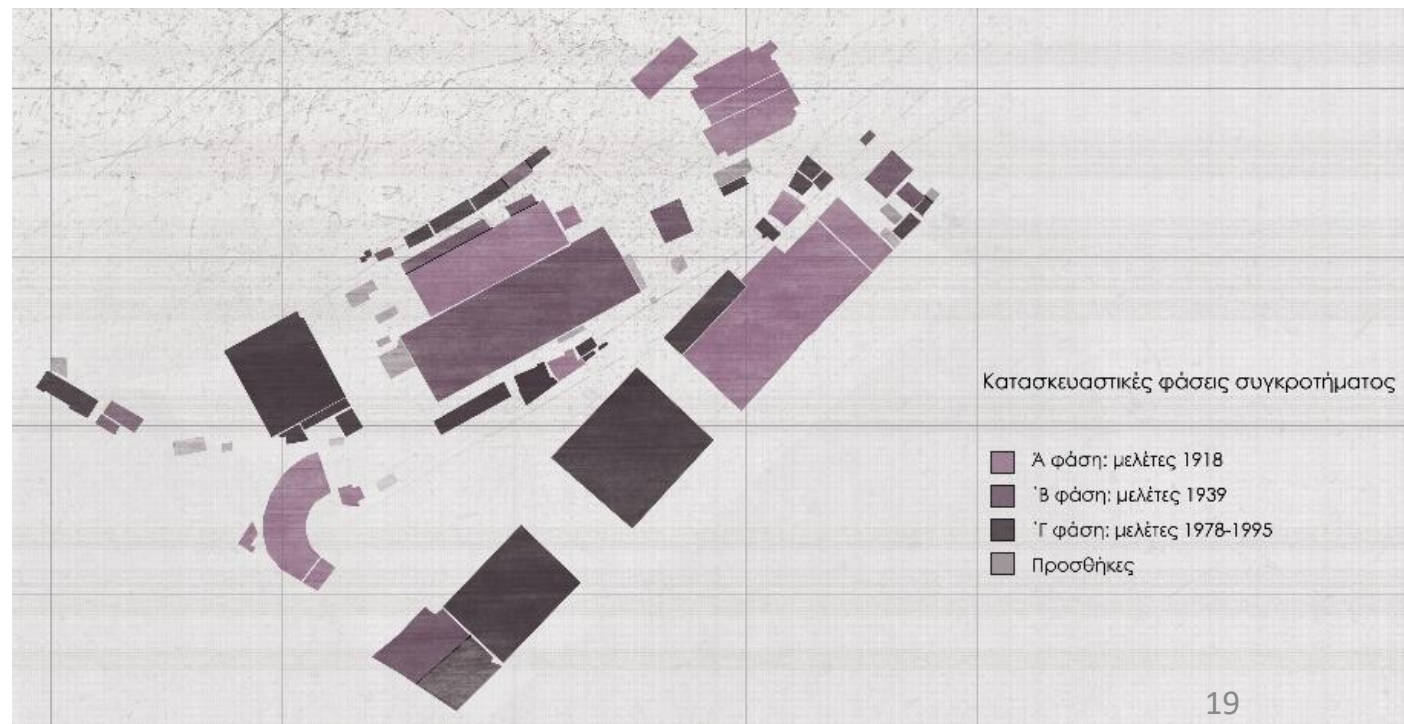 Κατασκευαστικές φάσεις συγκροτήματος
Ά φάση: μελέτες 1918
΄Β φάση: μελέτες 1939
΄Γ φάση: μελέτες 1978-1995
Προσθήκες
19